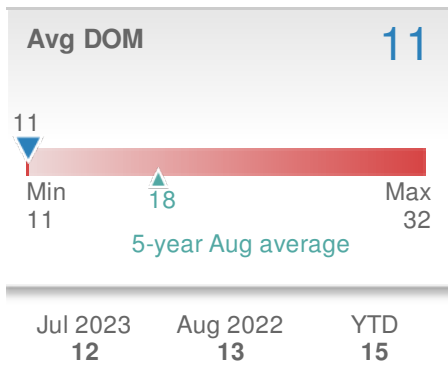 Avg DOM 11
11
Min Max
11 18 32
5-year Aug average
Jul 2023 Aug 2022 YTD
12 13 15